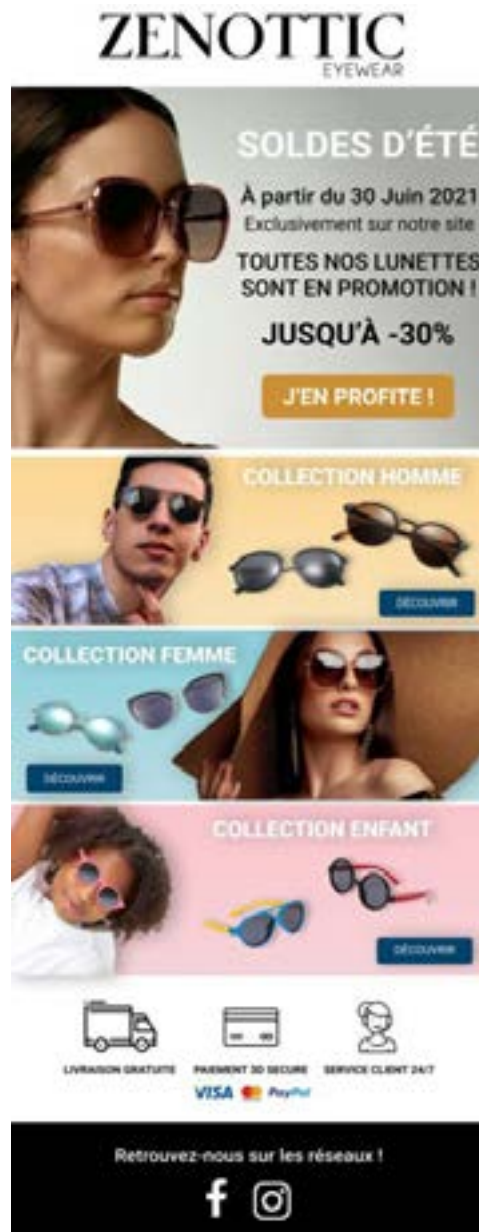 ZENOTTIC
EYEWEAR
SOLDES D'ÉTÉ
À partir du 30 Juin 2021
Exclusivement sur notre site
TOUTES NOS LUNETTES
SONT EN PROMOTION !
JUSQU'À -30%
J'EN PROFITE !
COLLECTION HOMME
DÉCOUVRIR
COLLECTION FEMME
DÉCOUVRIR
COLLECTION ENFANT
DÉCOUVRIR
LIVRAISON GRATUITE
PAIEMENT 3D SECURE
SERVICE CLIENT 24/7
VISA PayPal
Retrouvez-nous sur les réseaux !